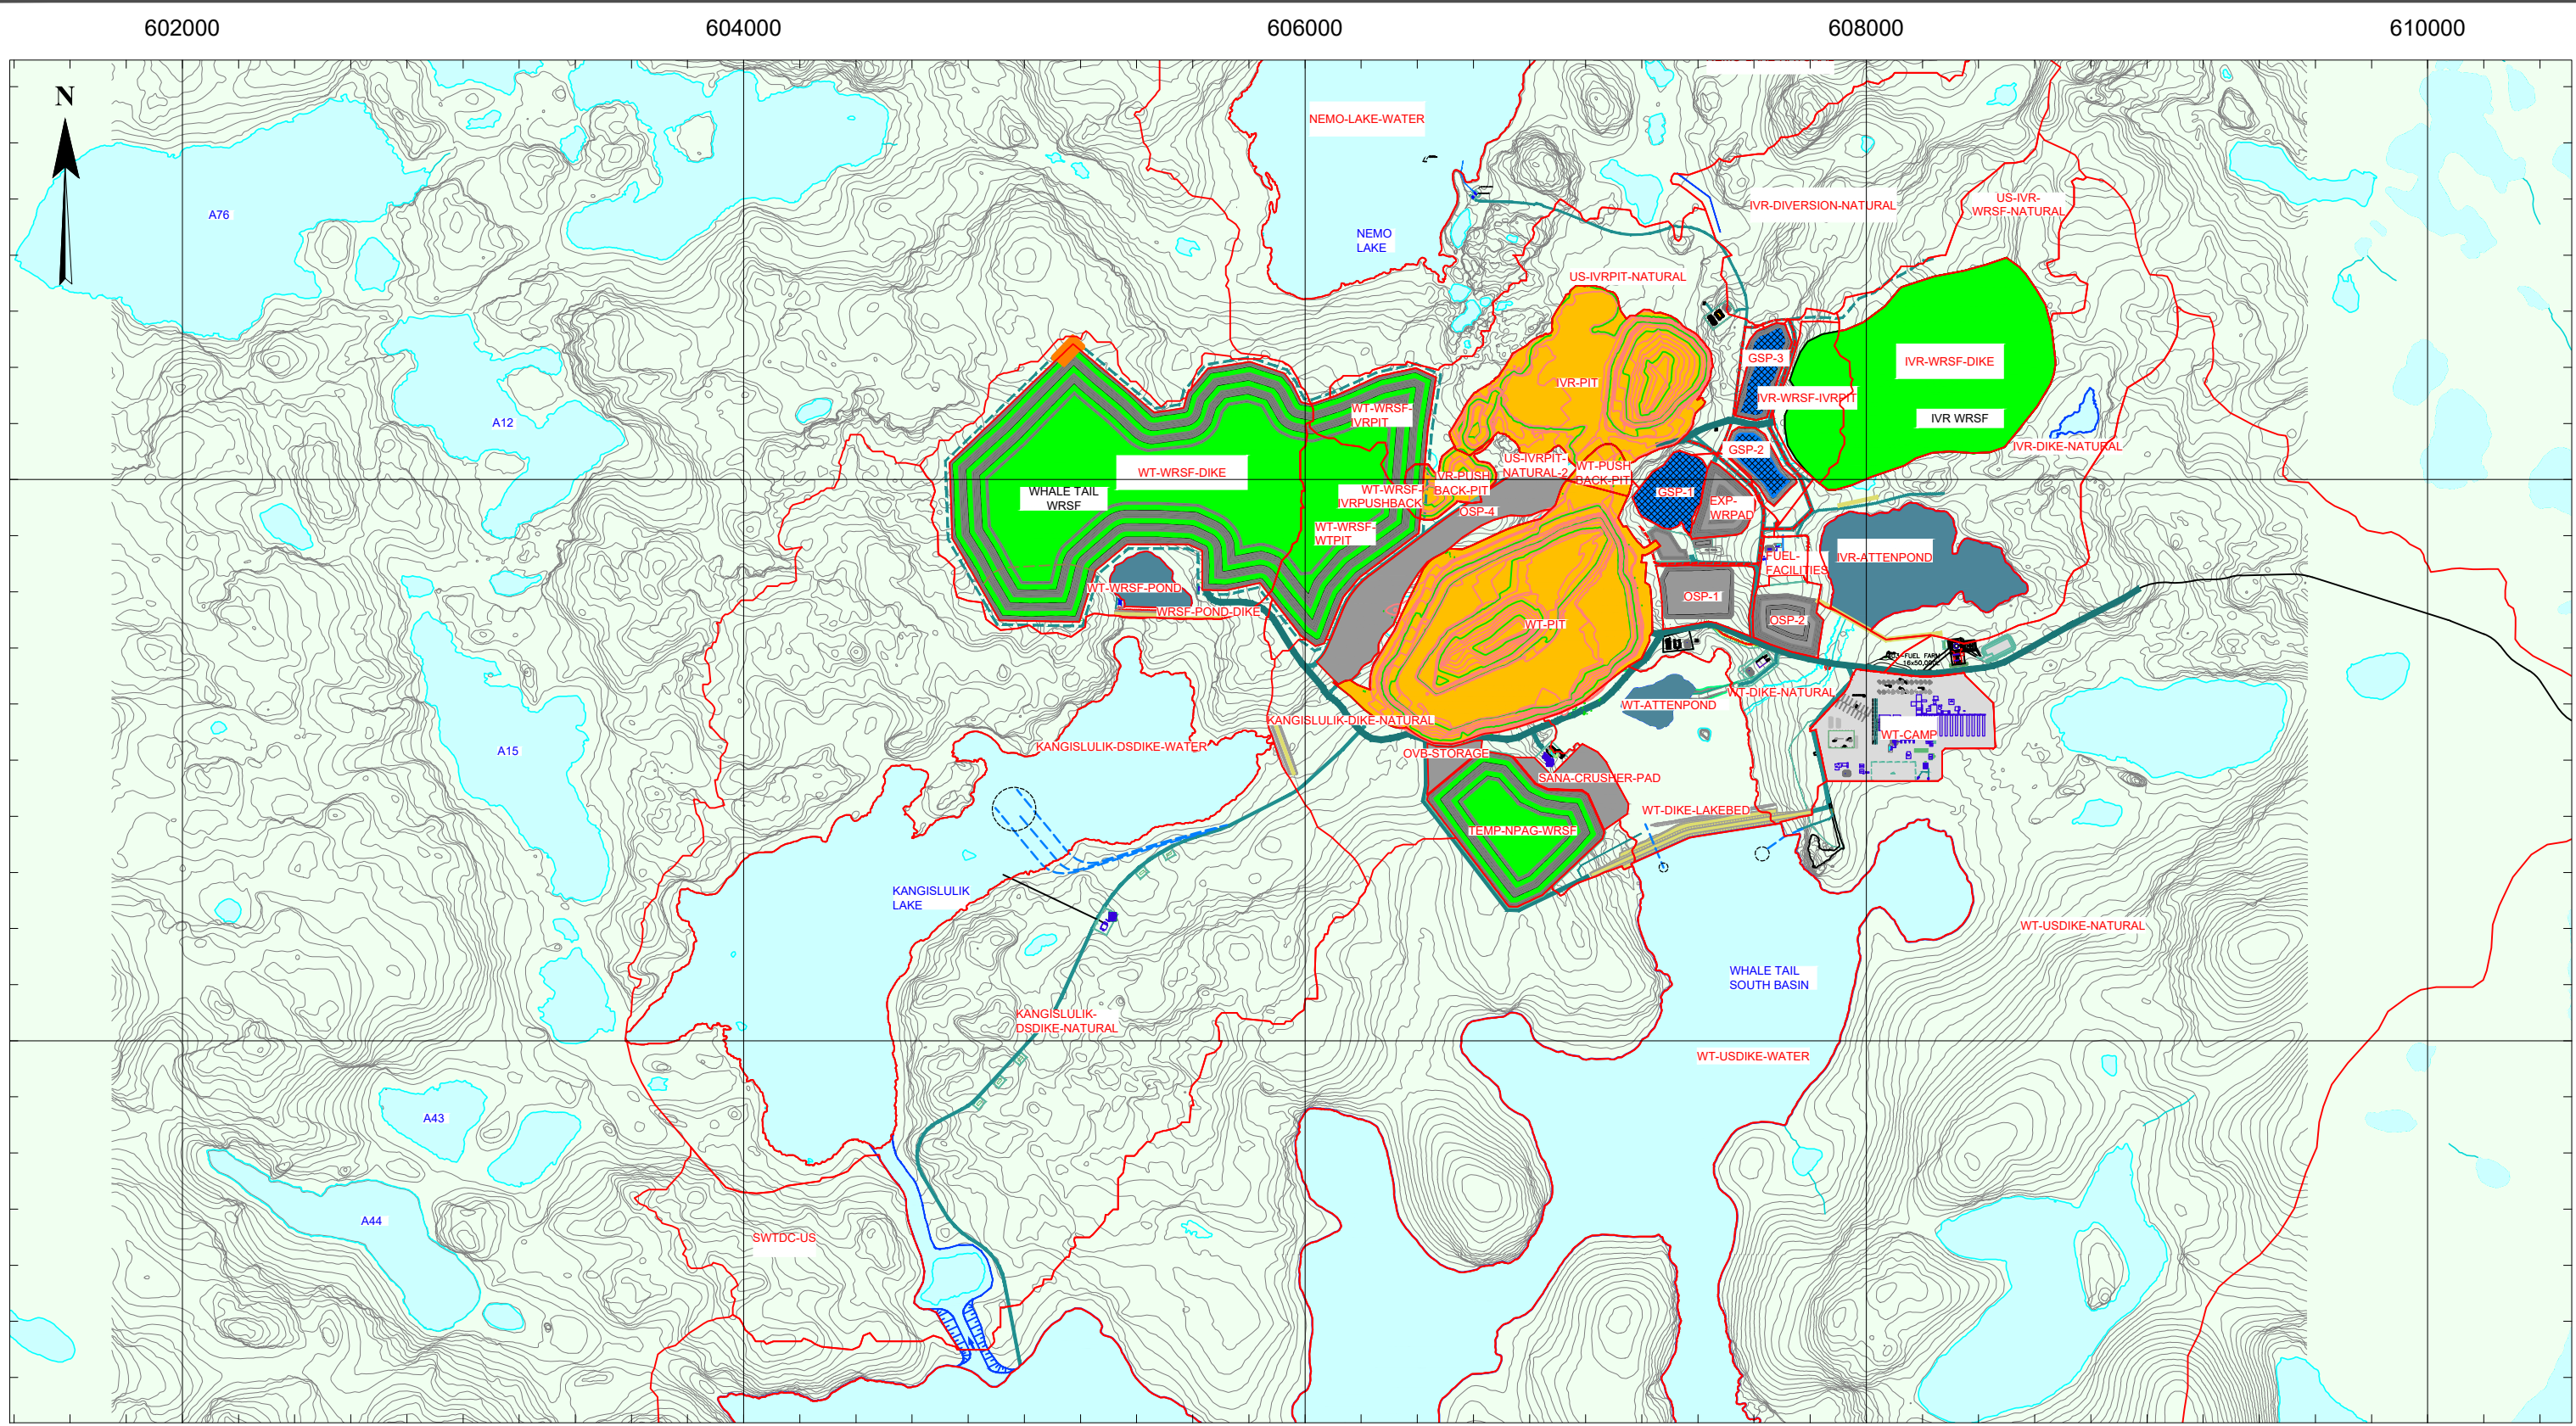 602000
604000
606000
608000
610000
N
NEMO-LAKE-WATER
A76
NEMO
LAKE
IVR-DIVERSION-NATURAL
US-IVR-
WRSF-NATURAL
US-IVRPIT-NATURAL
GSP-3
IVR-WRSF-DIKE
IVR-PIT
IVR-WRSF-IVRPIT
IVR WRSF
A12
WT-WRSF-
IVRPIT
IVR-DIKE-NATURAL
GSP-2
WT-WRSF-DIKE
US-IVRPIT-
NATURAL-2
WT-PUSH
BACK-PIT
VR-PUSH
BACK-PIT
WHALE TAIL
WRSF
WT-WRSF-
IVRPUSHBACK
GSP-1
EXP-
WRPAD
OSP-4
WT-WRSF-
WTPIT
IVR-ATTENPOND
FUEL-
FACILITIES
WT-WRSF-POND
OSP-1
WRSF-POND-DIKE
OSP-2
WT-PIT
FUEL FARM
WT-DIKE-NATURAL
WT-ATTENPOND
KANGISLULIK-DIKE-NATURAL
WT-CAMP
KANGISLULIK-DSDIKE-WATER
A15
OVB-STORAGE
SANA-CRUSHER-PAD
WT-DIKE-LAKEBED
TEMP-NPAG-WRSF
KANGISLULIK
LAKE
WT-USDIKE-NATURAL
WHALE TAIL
SOUTH BASIN
KANGISLULIK-
DSDIKE-NATURAL
WT-USDIKE-WATER
A43
A44
SWTDC-US